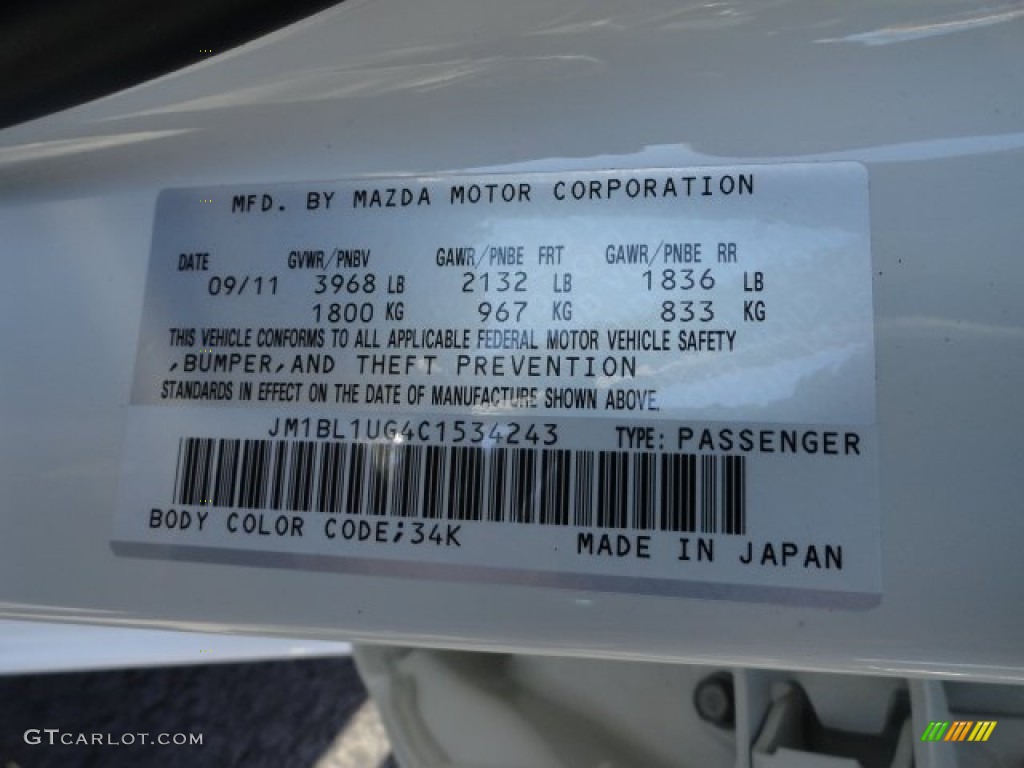 MFD. BY MAZDA MOTOR CORPORATION
DATE GVWR/PNBV GAWR/PNBE FRT GAWR/PNBE RR
09/11 3968 LB 2132 LB 1836 LB
1800 KG 967 KG 833 KG
THIS VEHICLE CONFORMS TO ALL APPLICABLE FEDERAL MOTOR VEHICLE SAFETY
,BUMPER,AND THEFT PREVENTION
STANDARDS IN EFFECT ON THE DATE OF MANUFACTURE SHOWN ABOVE.
JM1BL1UG4C1534243 TYPE: PASSENGER
BODY COLOR CODE;34K
MADE IN JAPAN
GTCARLOT.COM